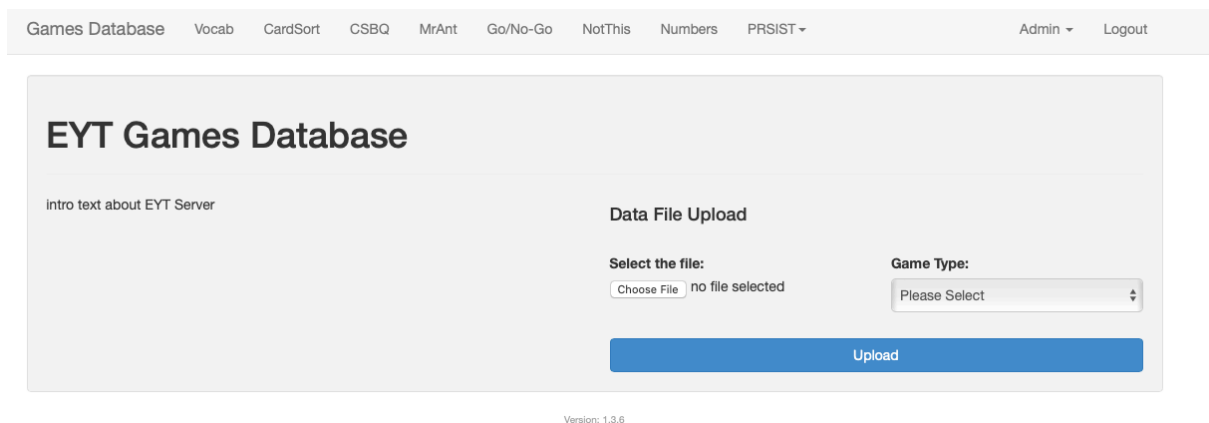 Games Database Vocab CardSort CSBQ MrAnt Go/No-Go NotThis Numbers PRSIST Admin Logout
EYT Games Database
intro text about EYT Server
Data File Upload
Select the file: Game Type:
Choose File no file selected Please Select
Upload
Version: 1.3.6